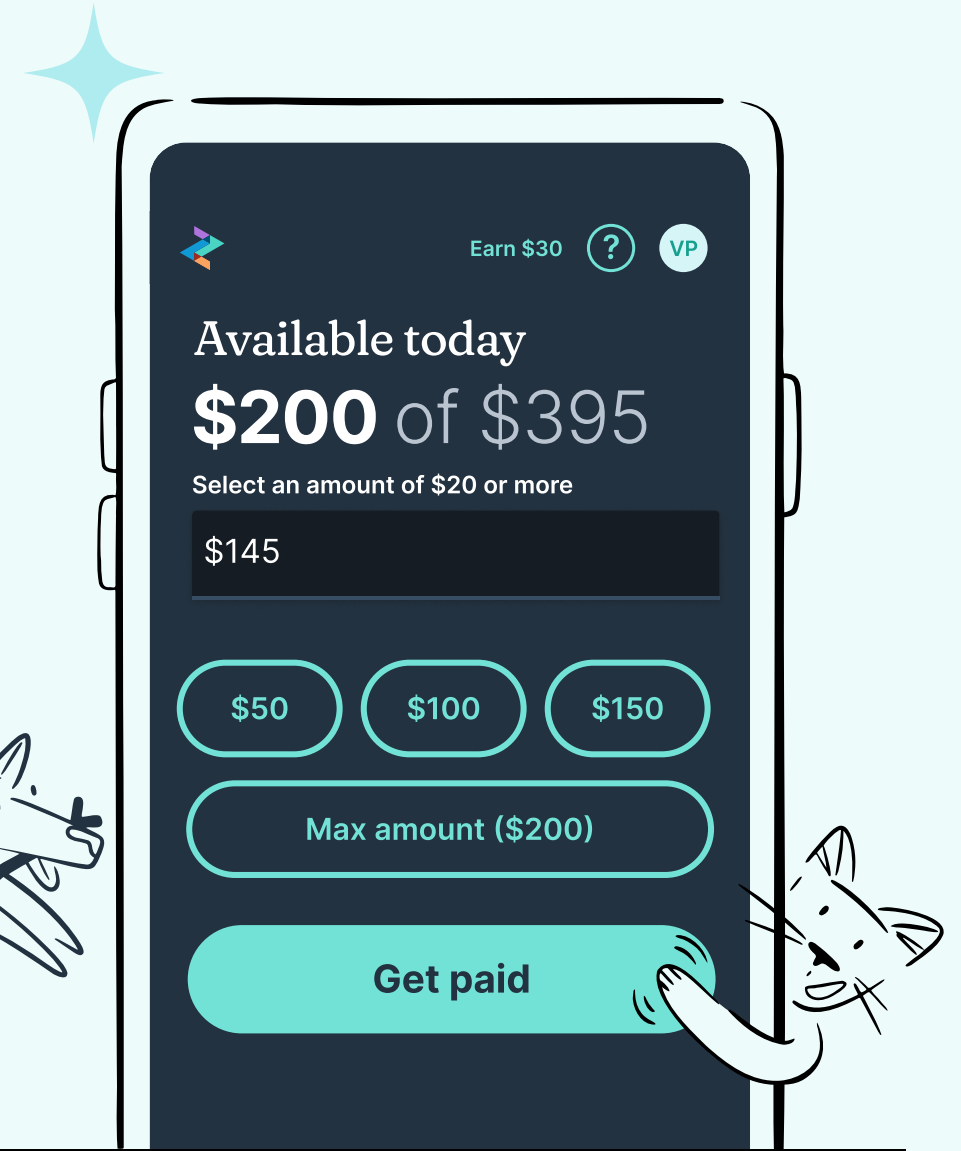 Earn $30
?
VP
Available today
$200 of $395
Select an amount of $20 or more
$145
$50
$100
$150
Max amount ($200)
Get paid